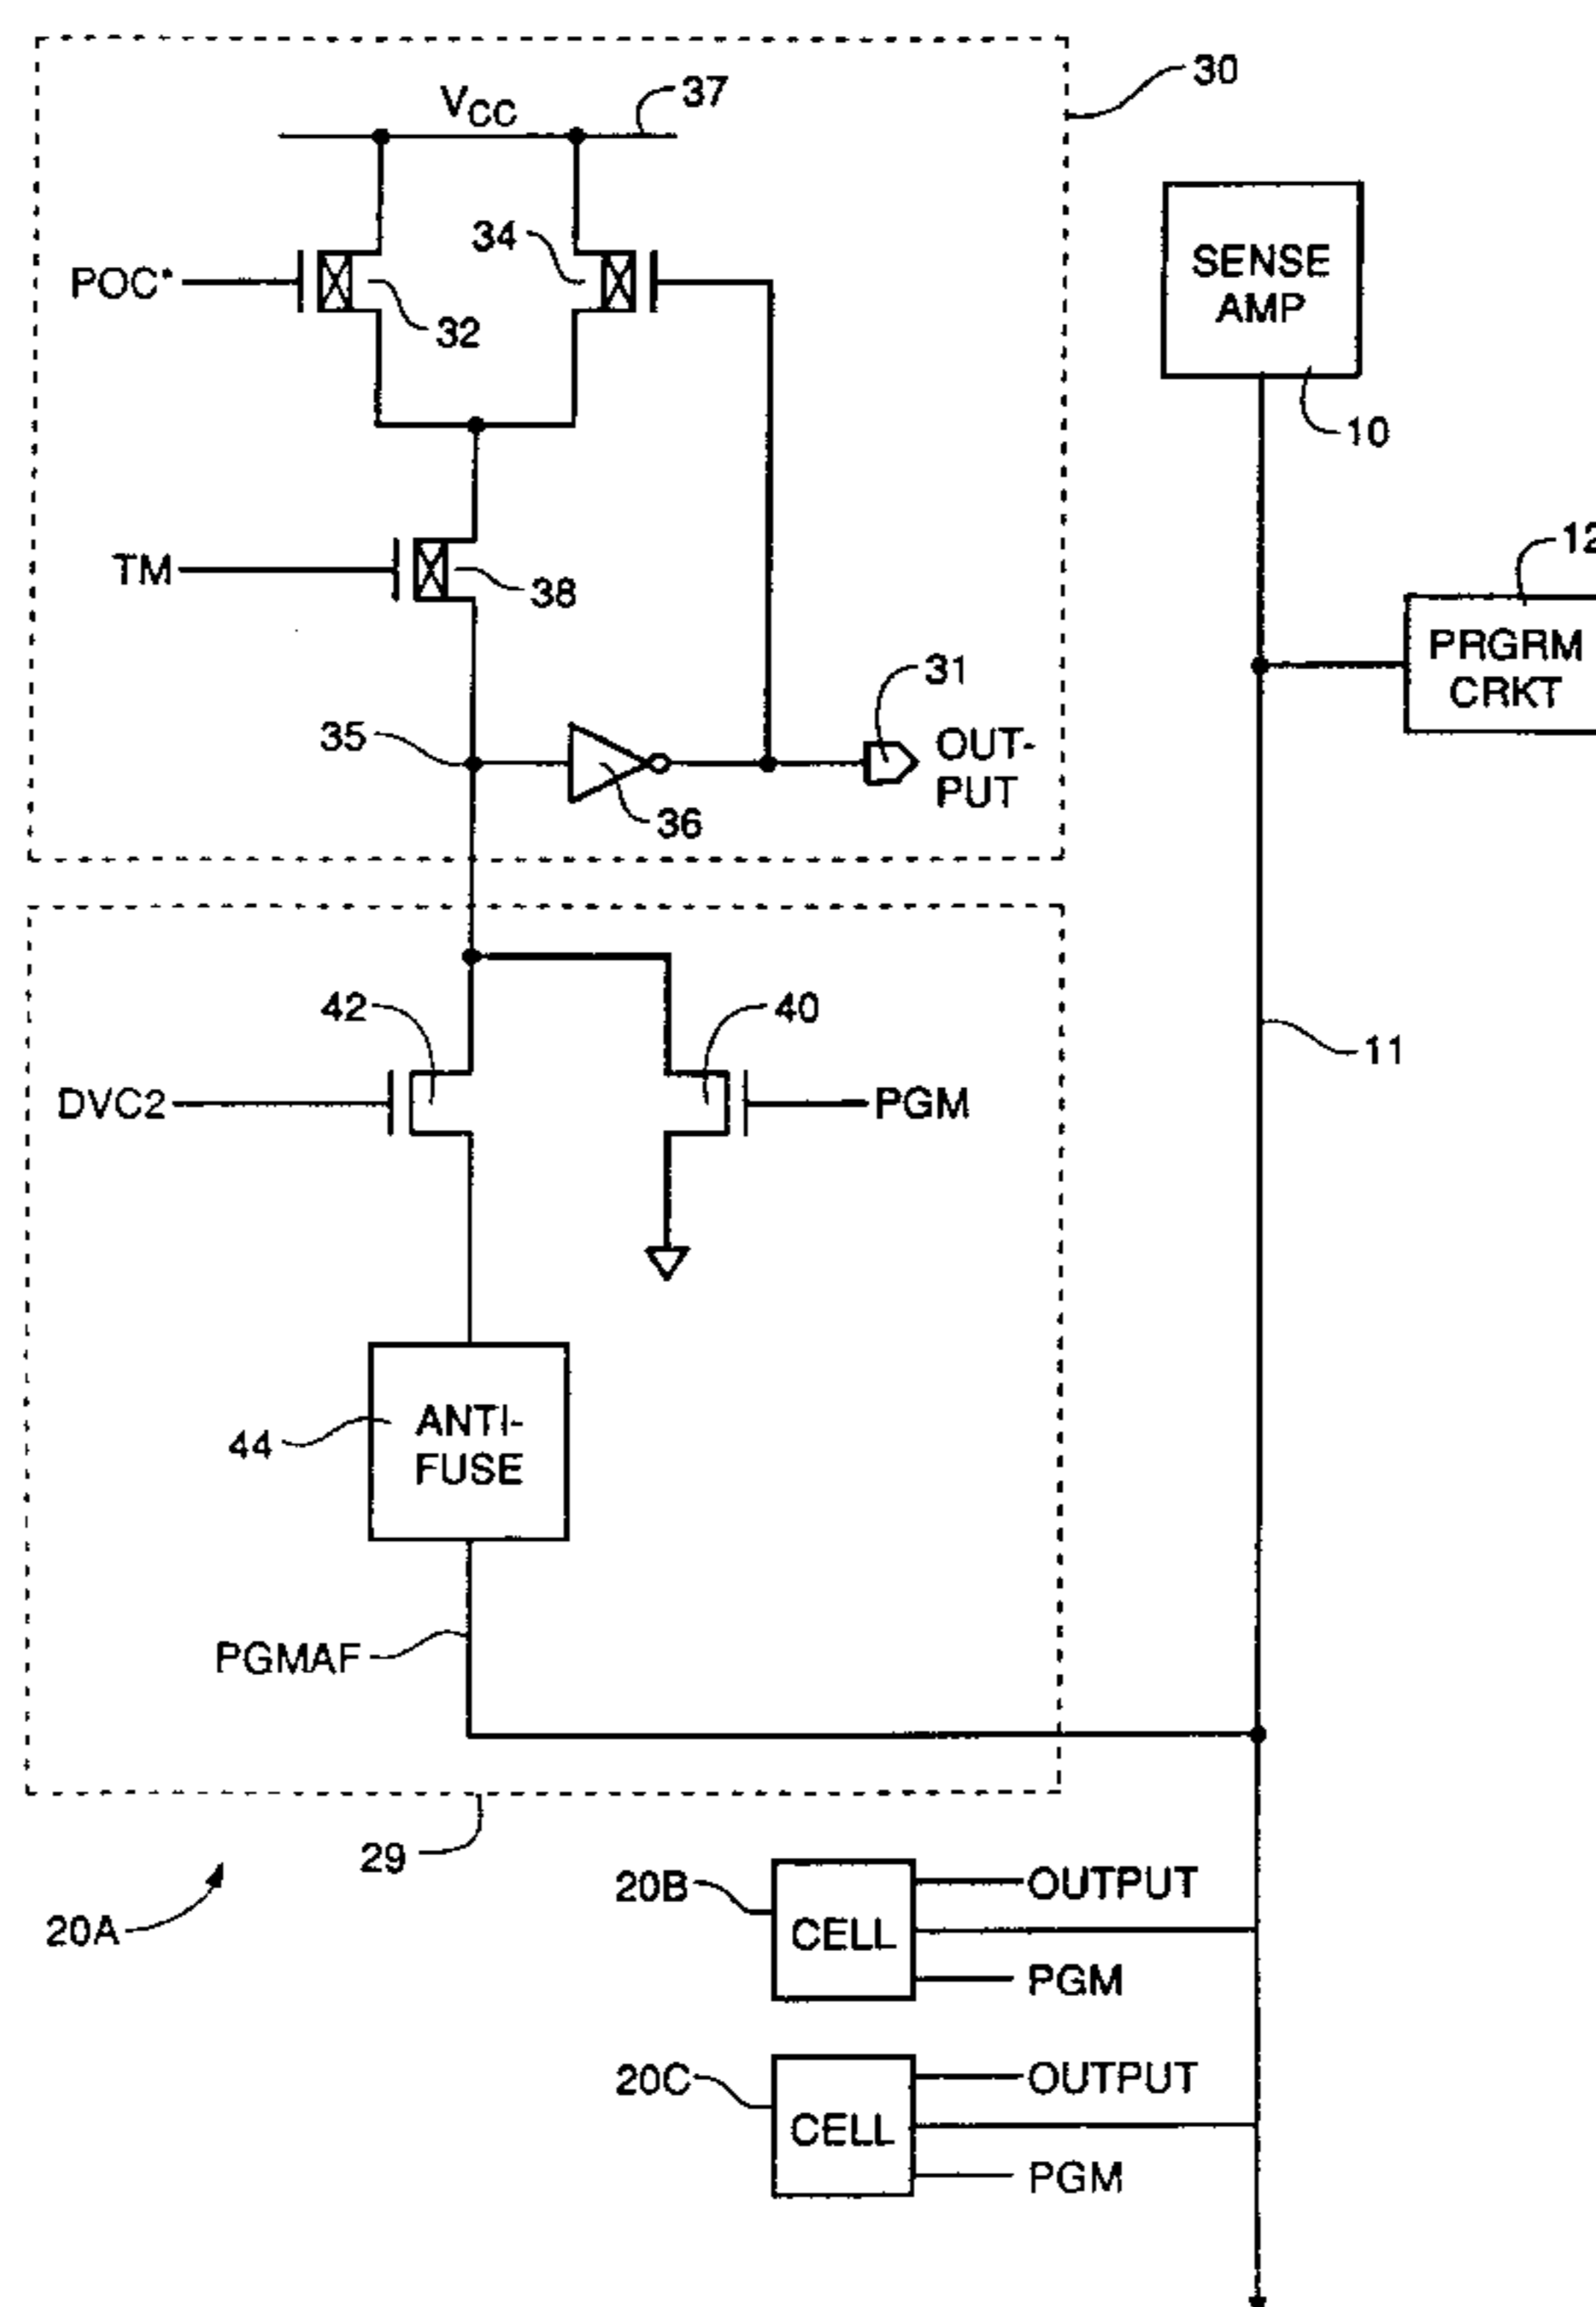 30
VCC
37
34
SENSE
AMP
POC*
32
10
12
TM
38
PRGRM
CRKT
31
35
OUT-
PUT
36
42
40
DVC2
PGM
11
ANTI-
FUSE
44
PGMAF
29
20A
20B
CELL
OUTPUT
PGM
20C
CELL
OUTPUT
PGM